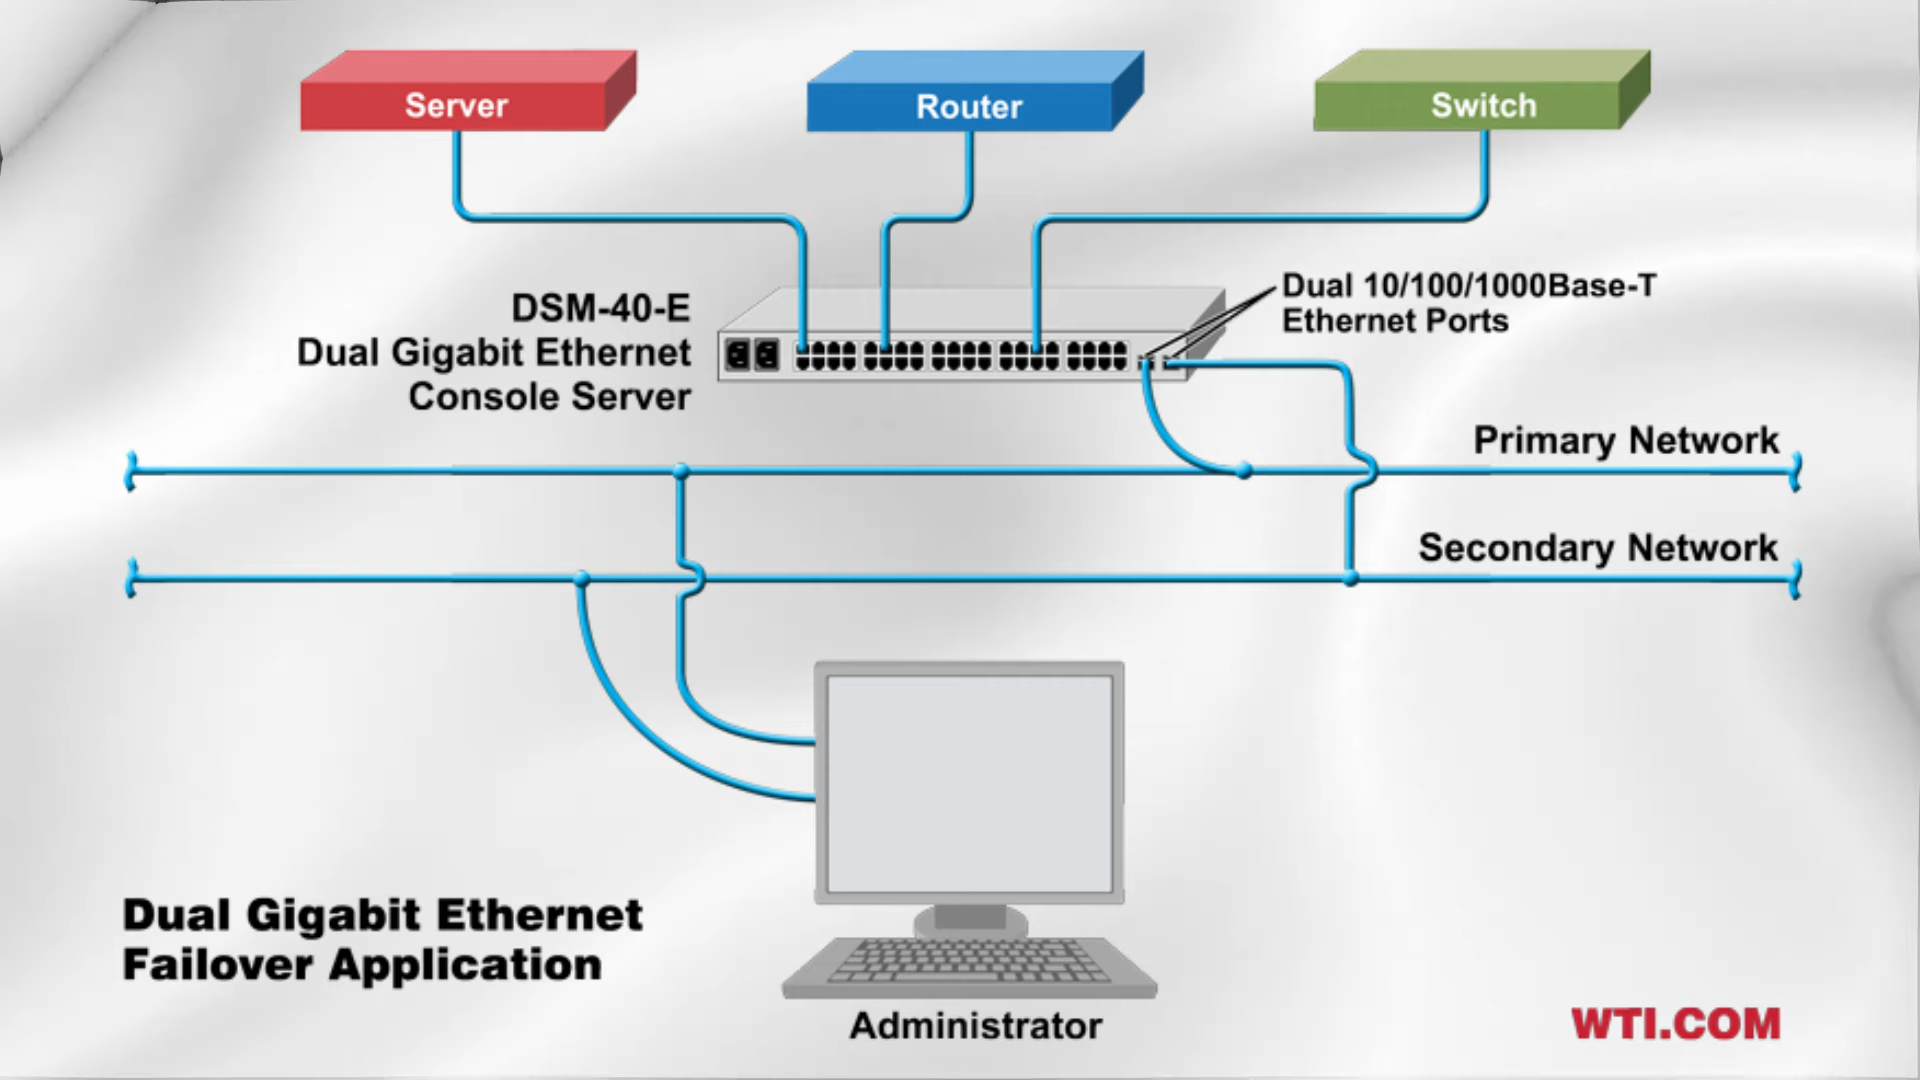 Server
Router
Switch
DSM-40-E
Dual Gigabit Ethernet
Console Server
Dual 10/100/1000Base-T
Ethernet Ports
Primary Network
Secondary Network
Dual Gigabit Ethernet
Failover Application
Administrator
WTI.COM